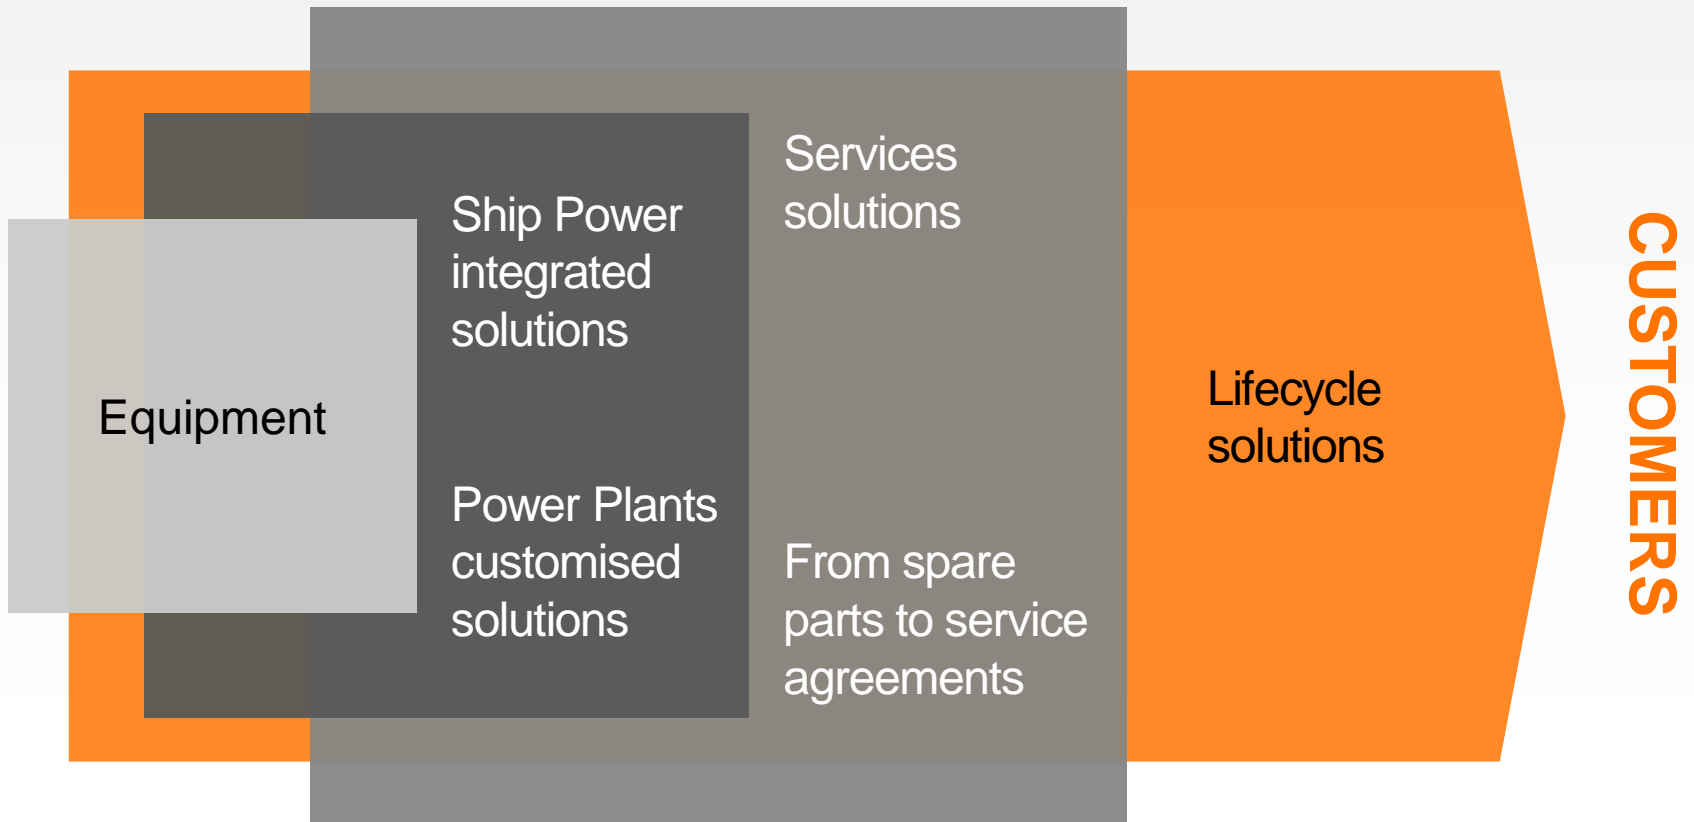 Equipment
Ship Power
integrated
solutions
Power Plants
customised
solutions
Services
solutions
From spare
parts to service
agreements
Lifecycle
solutions
CUSTOMERS